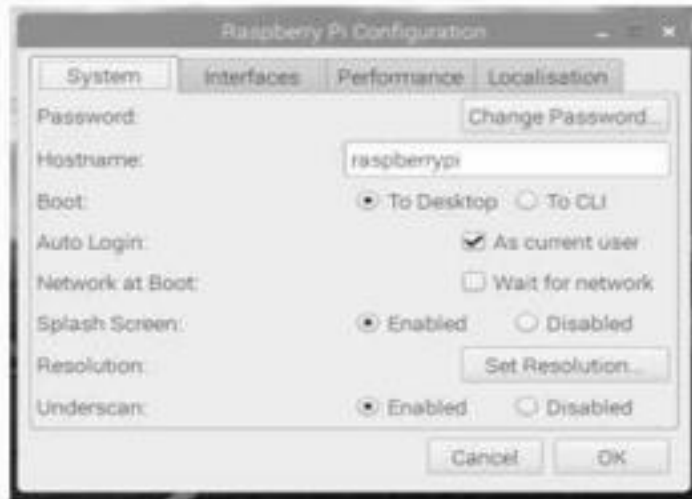 Raspberry Pi Configuration
System Interfaces Performance Localisation
Password: Change Password...
Hostname: raspberrypi
Boot: To Desktop To CLI
Auto Login: As current user
Network at Boot: Wait for network
Splash Screen: Enabled Disabled
Resolution: Set Resolution...
Underscan: Enabled Disabled
Cancel OK